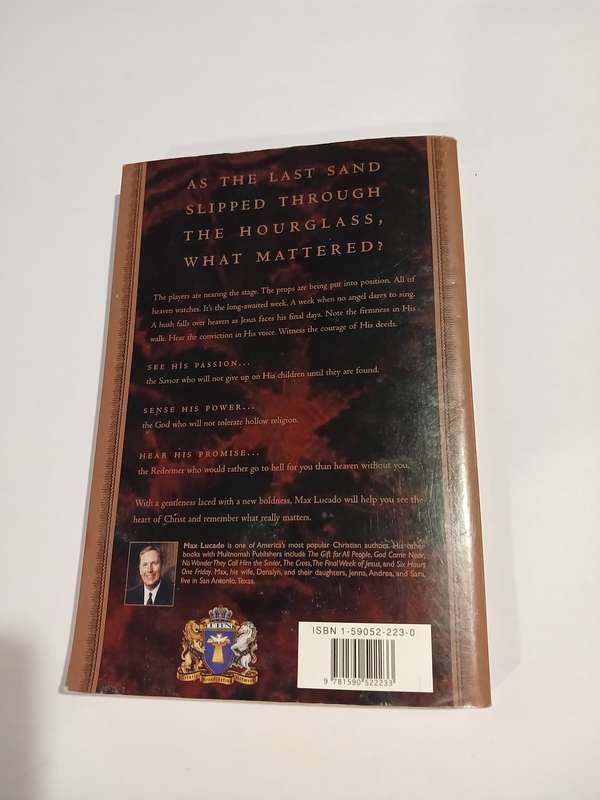 AS THE LAST SAND
SLIPPED THROUGH
THE HOURGLASS,
WHAT MATTERED?
The players are nearing the stage. The props are being put into position. All of
heaven watches. It's the long-awaited week. A week when no angel dares to sing.
A hush falls over heaven as Jesus faces his final days. Note the firmness in His
walk. Hear the conviction in His voice. Witness the courage of His deeds.
SEE HIS PASSION...
the Savior who will not give up on His children until they are found.
SENSE HIS POWER...
the God who will not tolerate hollow religion.
HEAR HIS PROMISE...
the Redeemer who would rather go to hell for you than heaven without you.
With a gentleness laced with a new boldness, Max Lucado will help you see the
heart of Christ and remember what really matters.
Max Lucado is one of America's most popular Christian authors. His other
books with Multnomah Publishers include The Gift for All People, God Came Near,
No Wonder They Call Him the Savior, The Cross, The Final Week of Jesus, and Six Hours
One Friday. Max, his wife, Denalyn, and their daughters, Jenna, Andrea, and Sara,
live in San Antonio, Texas.
TBN
ISBN 1-59052-223-0
9 781590 522233